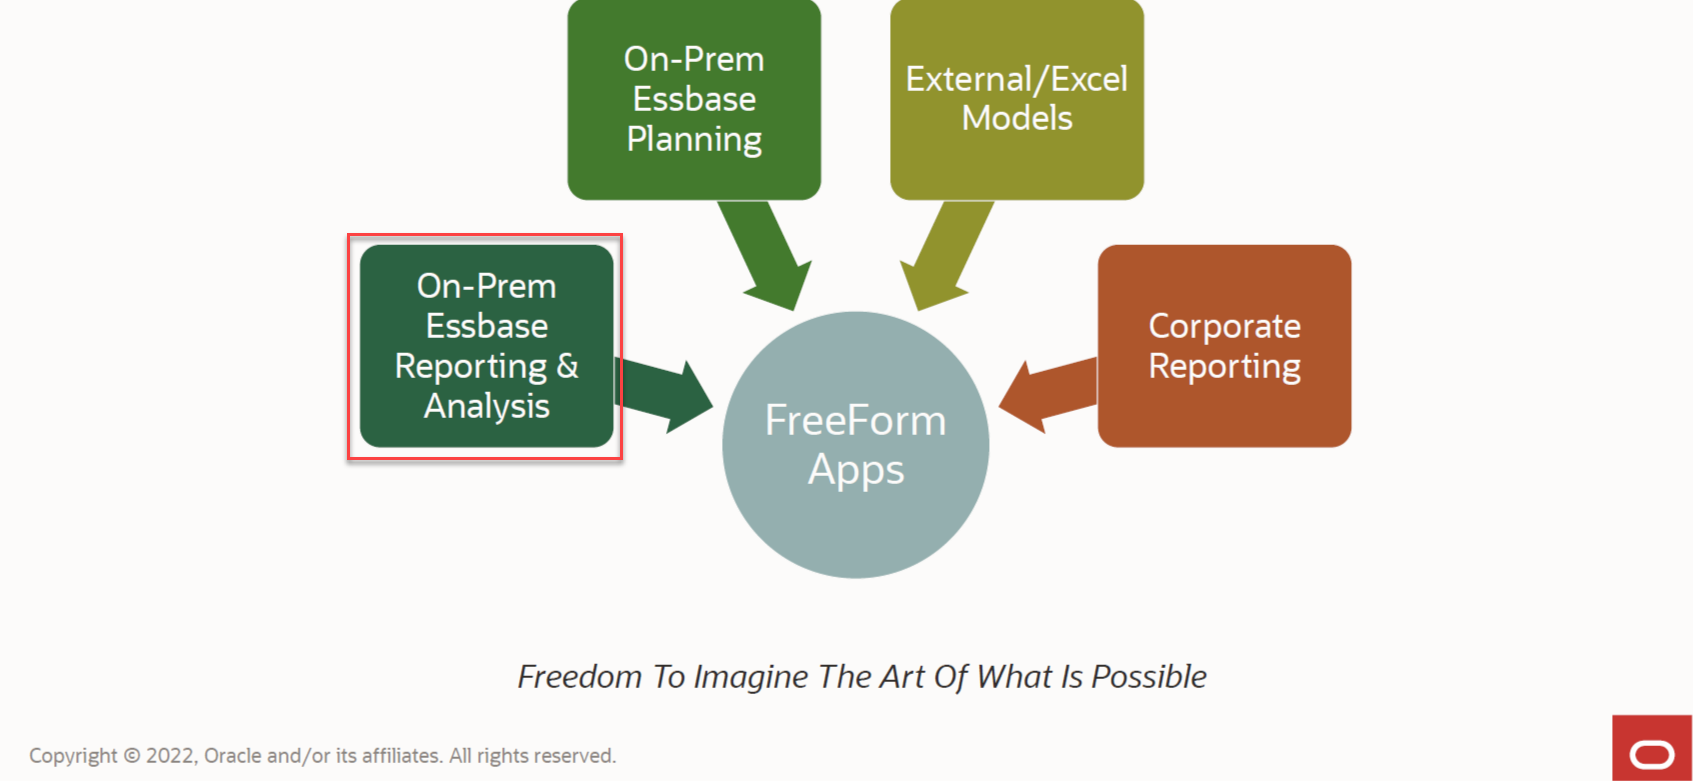 On-Prem
Essbase
Planning
External/Excel
Models
On-Prem
Essbase
Reporting &
Analysis
Corporate
Reporting
FreeForm
Apps
Freedom To Imagine The Art Of What Is Possible
Copyright © 2022, Oracle and/or its affiliates. All rights reserved.